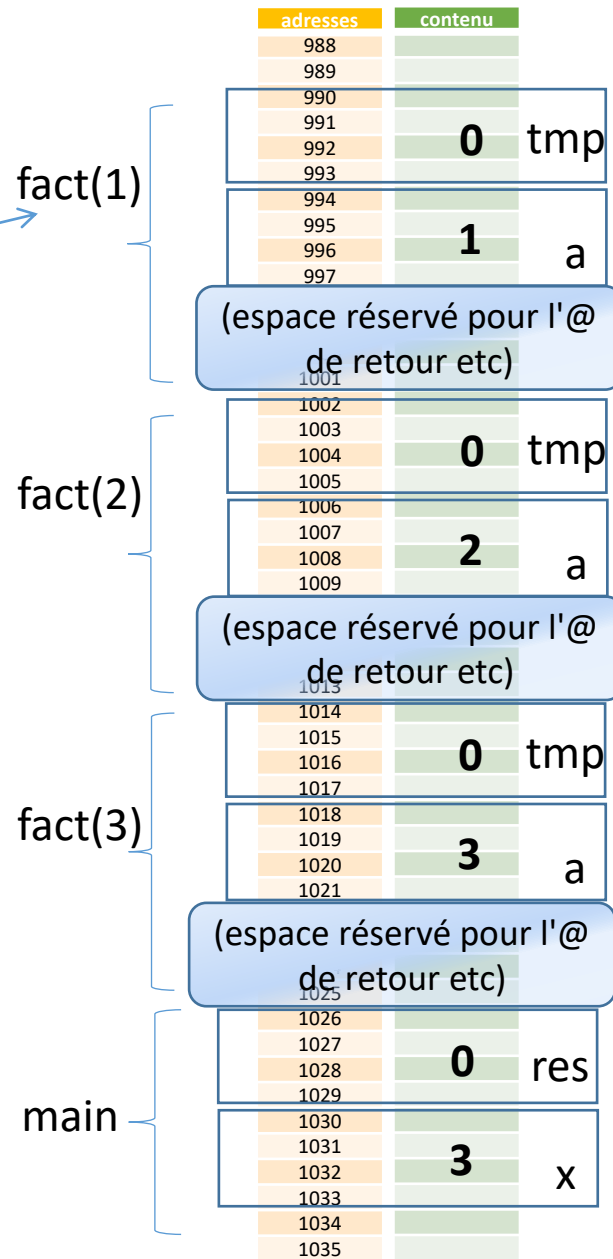 adresses contenu
988
989
990
991
992 0 tmp
993
fact(1)
994
995
996 1 a
997
(espace réservé pour l'@
de retour etc)
1001
1002
1003
1004 0 tmp
1005
fact(2)
1006
1007
1008 2 a
1009
(espace réservé pour l'@
de retour etc)
1013
1014
1015
1016 0 tmp
1017
fact(3)
1018
1019
1020 3 a
1021
(espace réservé pour l'@
de retour etc)
1025
1026
1027
1028 0 res
1029
main
1030
1031
1032 3 x
1033
1034
1035